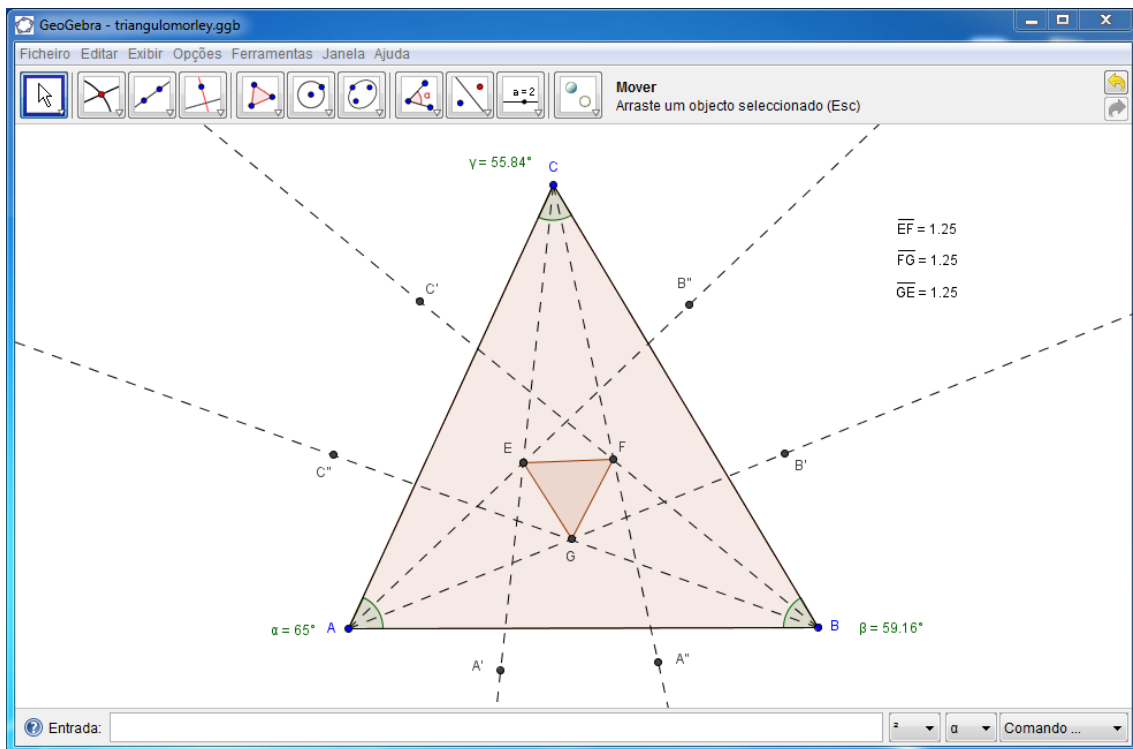 GeoGebra - triangulomorley.ggb
Ficheiro Editar Exibir Opções Ferramentas Janela Ajuda
a = 2
α
Mover
Arraste um objecto seleccionado (Esc)
γ = 55.84°
C
EF = 1.25
FG = 1.25
GE = 1.25
C'
B"
E
F
C"
B'
G
α = 65°
A
B
β = 59.16°
A'
A"
Entrada:
²
α
Comando ...